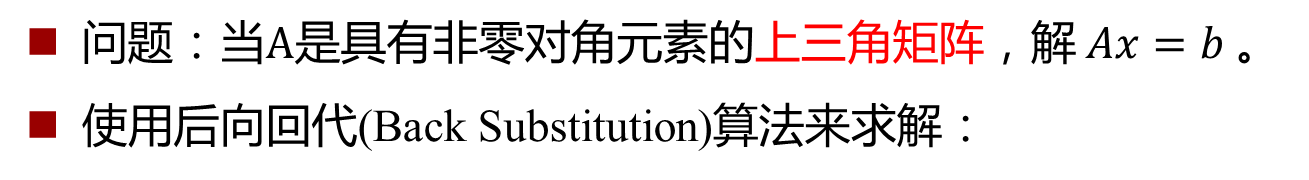 ■ 问题：当A是具有非零对角元素的上三角矩阵，解 Ax = b 。
■ 使用后向回代(Back Substitution)算法来求解：